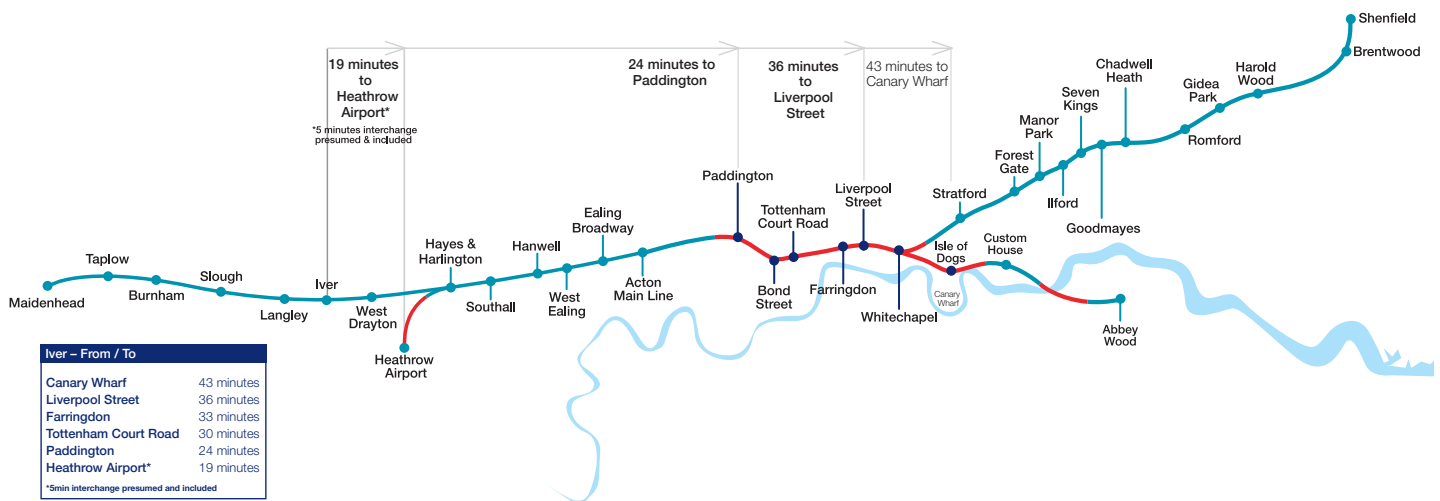 Shenfield
Brentwood
19 minutes
to
Heathrow
Airport*
*5 minutes interchange
presumed & included
24 minutes to
Paddington
36 minutes
to
Liverpool
Street
43 minutes to
Canary Wharf
Chadwell
Heath
Harold
Wood
Gidea
Park
Seven
Kings
Manor
Park
Romford
Forest
Gate
Ilford
Goodmayes
Paddington
Liverpool
Street
Stratford
Tottenham
Court Road
Ealing
Broadway
Hayes &
Harlington
Hanwell
Isle of
Dogs
Custom
House
Taplow
Slough
Iver
Maidenhead
Burnham
Langley
West
Drayton
Southall
West
Ealing
Acton
Main Line
Bond
Street
Farringdon
Whitechapel
Canary
Wharf
Abbey
Wood
Heathrow
Airport
Iver – From / To
Canary Wharf 43 minutes
Liverpool Street 36 minutes
Farringdon 33 minutes
Tottenham Court Road 30 minutes
Paddington 24 minutes
Heathrow Airport* 19 minutes
*5min interchange presumed and included